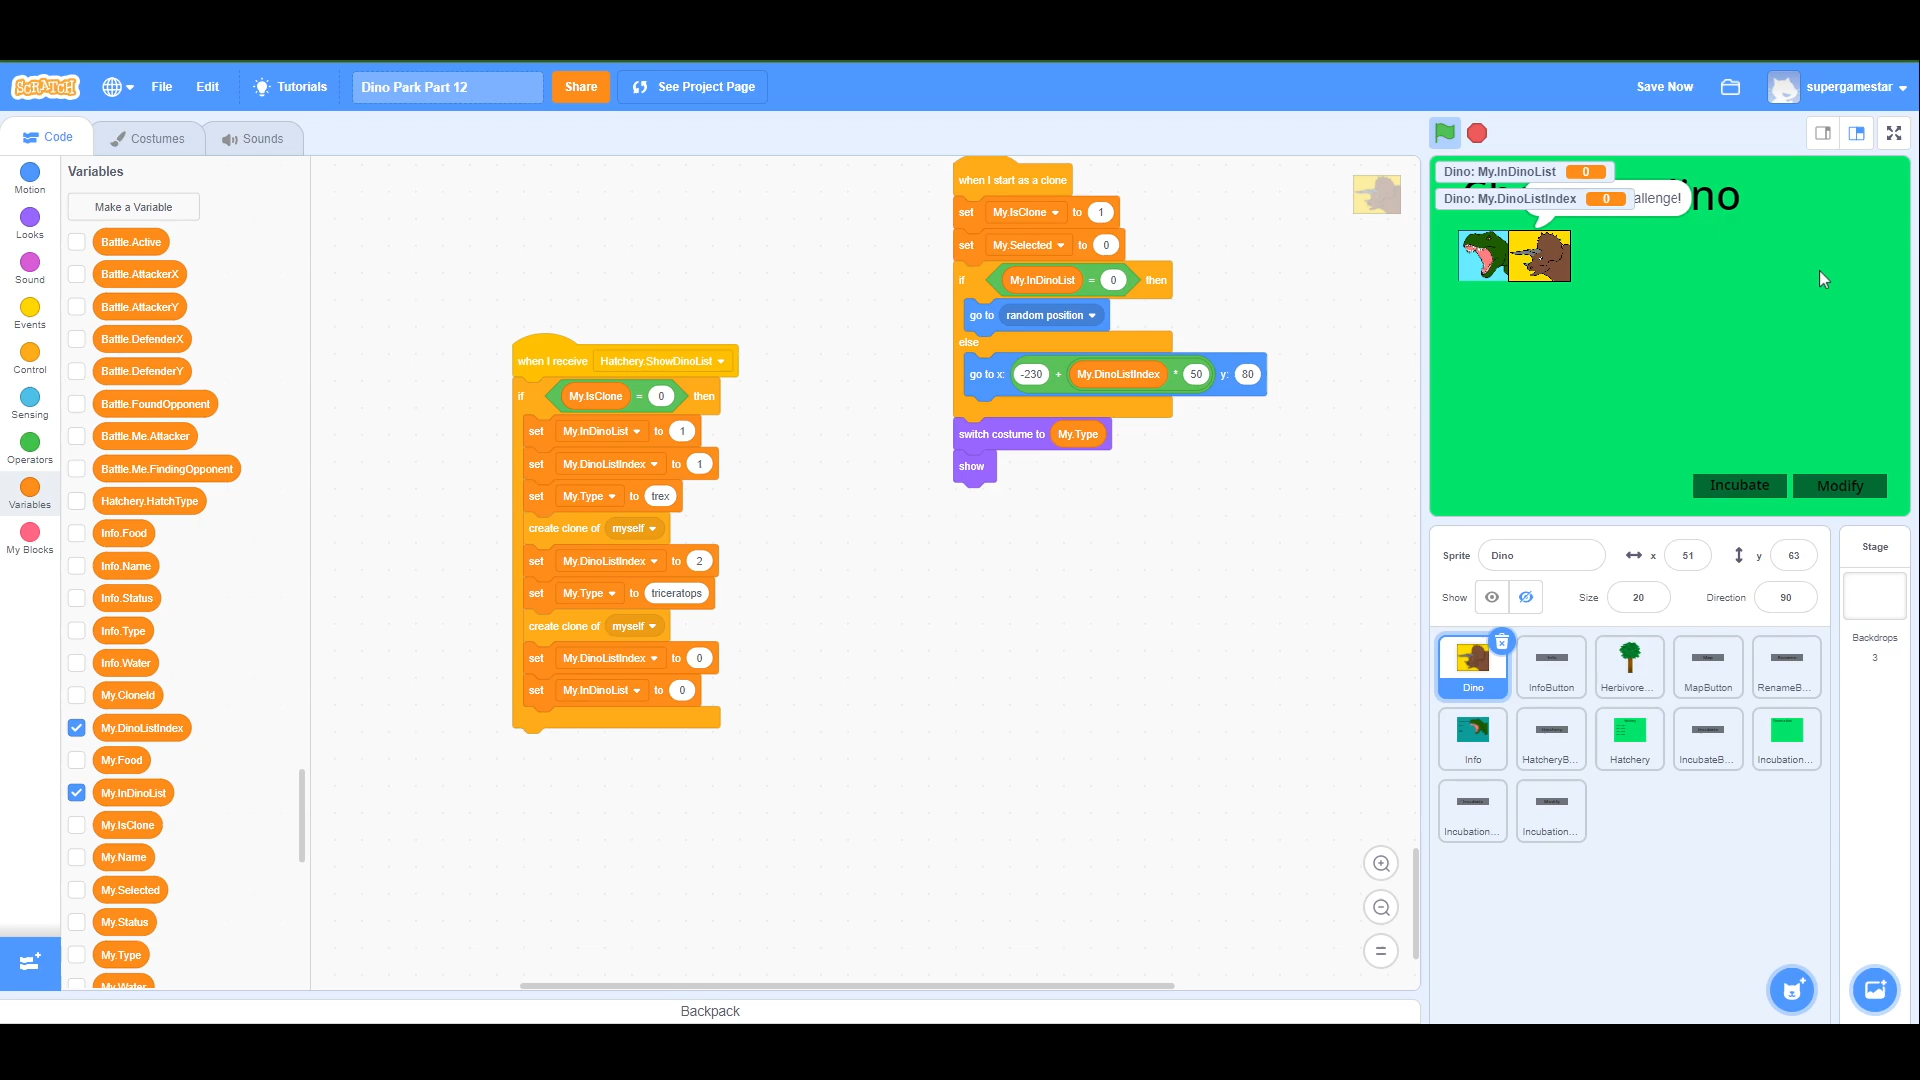 SCRATCH File Edit Tutorials Dino Park Part 12 Share See Project Page Save Now supergamestar
Code Costumes Sounds
Motion
Looks
Sound
Events
Control
Sensing
Operators
Variables
My Blocks
Variables
Make a Variable
Battle.Active
Battle.AttackerX
Battle.AttackerY
Battle.DefenderX
Battle.DefenderY
Battle.FoundOpponent
Battle.Me.Attacker
Battle.Me.FindingOpponent
Hatchery.HatchType
Info.Food
Info.Name
Info.Status
Info.Type
Info.Water
My.CloneId
My.DinoListIndex
My.Food
My.InDinoList
My.IsClone
My.Name
My.Selected
My.Status
My.Type
My.Water
when I receive Hatchery.ShowDinoList
if My.IsClone = 0 then
set My.InDinoList to 1
set My.DinoListIndex to 1
set My.Type to trex
create clone of myself
set My.DinoListIndex to 2
set My.Type to triceratops
create clone of myself
set My.DinoListIndex to 0
set My.InDinoList to 0
when I start as a clone
set My.IsClone to 1
set My.Selected to 0
if My.InDinoList = 0 then
go to random position
else
go to x: -230 + My.DinoListIndex * 50 y: 80
switch costume to My.Type
show
Dino: My.InDinoList 0
Dino: My.DinoListIndex 0 allenge! no
Incubate Modify
Sprite Dino x 51 y 63
Show Size 20 Direction 90
Dino InfoButton Herbivore... MapButton RenameB...
Info HatcheryB... Hatchery IncubateB... Incubation...
Incubation... Incubation...
Stage
Backdrops
3
Backpack